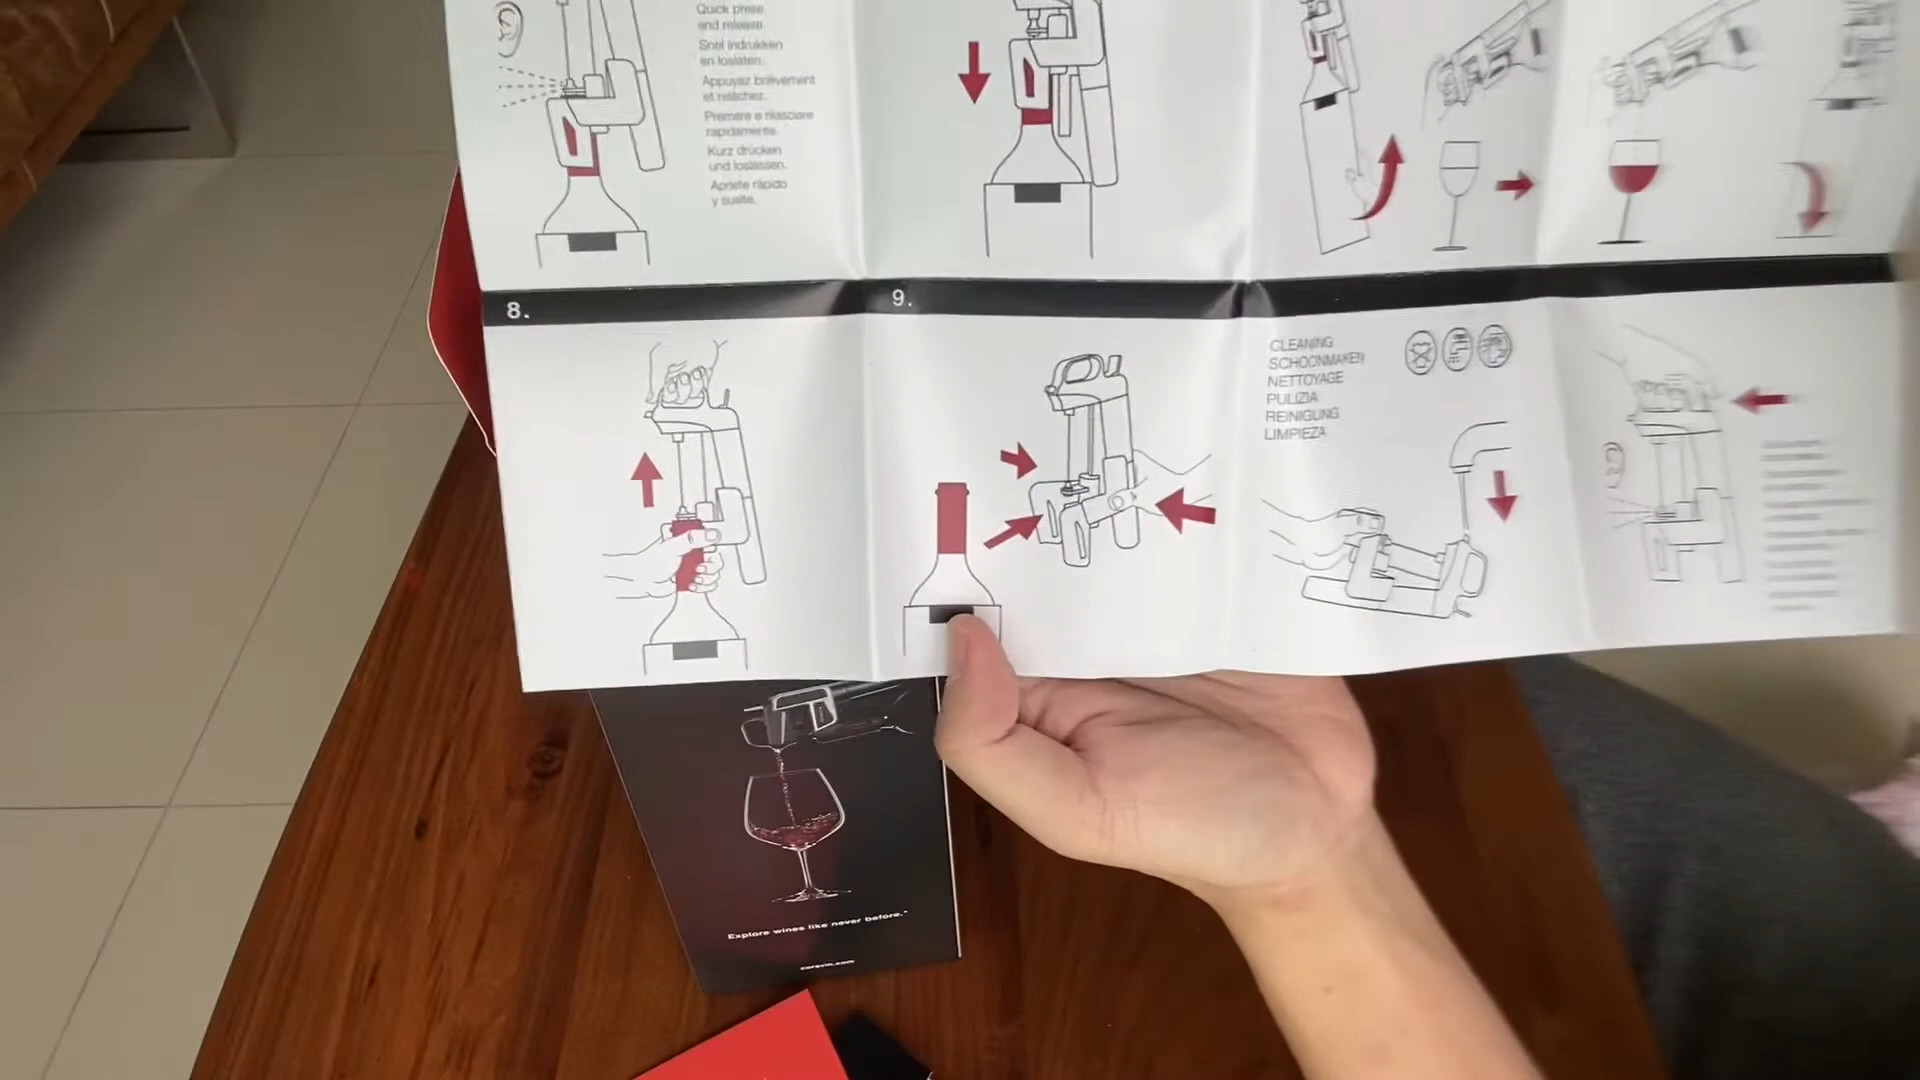 Quick press
and release.
Snel indrukken
en loslaten.
Appuyez brièvement
et relâchez.
Premere e rilasciare
rapidamente.
Kurz drücken
und loslassen.
Apriete rápido
y suelte.
8.
9.
CLEANING
SCHOONMAKEN
NETTOYAGE
PULIZIA
REINIGUNG
LIMPIEZA
Explore wines like never before.™
coravin.com